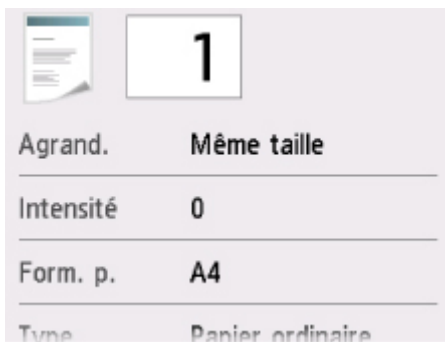 1
Agrand. Même taille
Intensité 0
Form. p. A4
Type Papier ordinaire